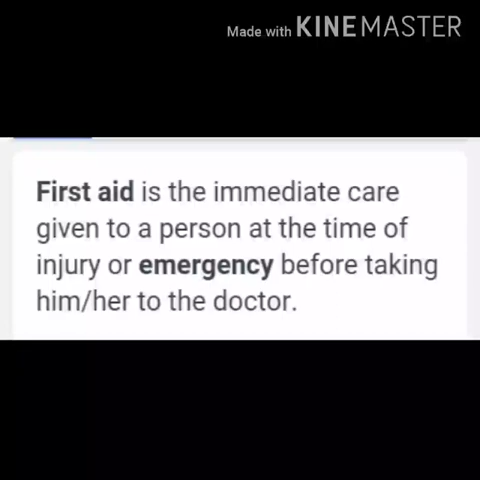 Made with KINEMASTER
First aid is the immediate care
given to a person at the time of
injury or emergency before taking
him/her to the doctor.